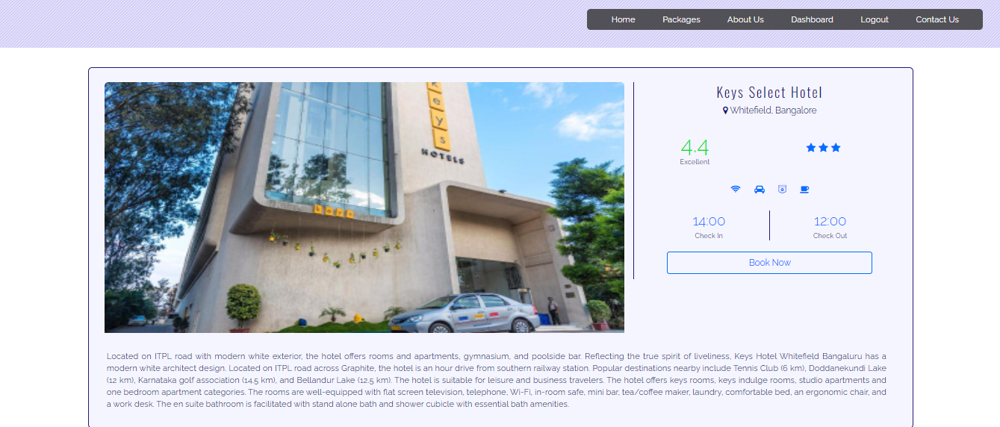 Home Packages About Us Dashboard Logout Contact Us
keys
HOTELS
keys
Keys Select Hotel
Whitefield, Bangalore
4.4
Excellent
14:00 12:00
Check In Check Out
Book Now
Located on ITPL road with modern white exterior, the hotel offers rooms and apartments, gymnasium, and poolside bar. Reflecting the true spirit of liveliness, Keys Hotel Whitefield Bangaluru has a
modern white architect design. Located on ITPL road across Graphite, the hotel is an hour drive from southern railway station. Popular destinations nearby include Tennis Club (6 km), Doddanekundi Lake
(12 km), Karnataka golf association (14.5 km), and Bellandur Lake (12.5 km). The hotel is suitable for leisure and business travelers. The hotel offers keys rooms, keys indulge rooms, studio apartments and
one bedroom apartment categories. The rooms are well-equipped with flat screen television, telephone, Wi-Fi, in-room safe, mini bar, tea/coffee maker, laundry, comfortable bed, an ergonomic chair, and
a work desk. The en suite bathroom is facilitated with stand alone bath and shower cubicle with essential bath amenities.